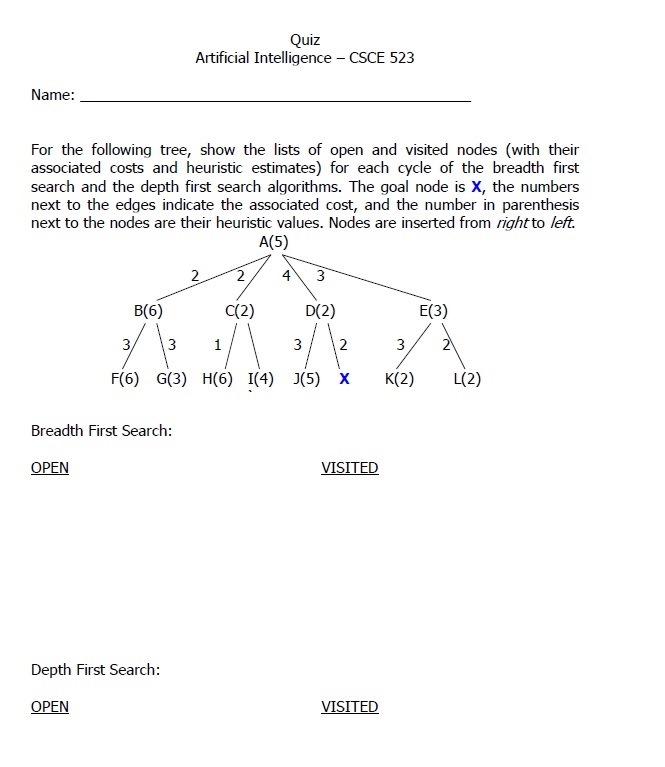 Quiz
Artificial Intelligence – CSCE 523
Name:
For the following tree, show the lists of open and visited nodes (with their
associated costs and heuristic estimates) for each cycle of the breadth first
search and the depth first search algorithms. The goal node is X, the numbers
next to the edges indicate the associated cost, and the number in parenthesis
next to the nodes are their heuristic values. Nodes are inserted from right to left.
A(5)
2 2 4 3
B(6) C(2) D(2) E(3)
3 3 1 3 2 3 2
F(6) G(3) H(6) I(4) J(5) X K(2) L(2)
Breadth First Search:
OPEN VISITED
Depth First Search:
OPEN VISITED